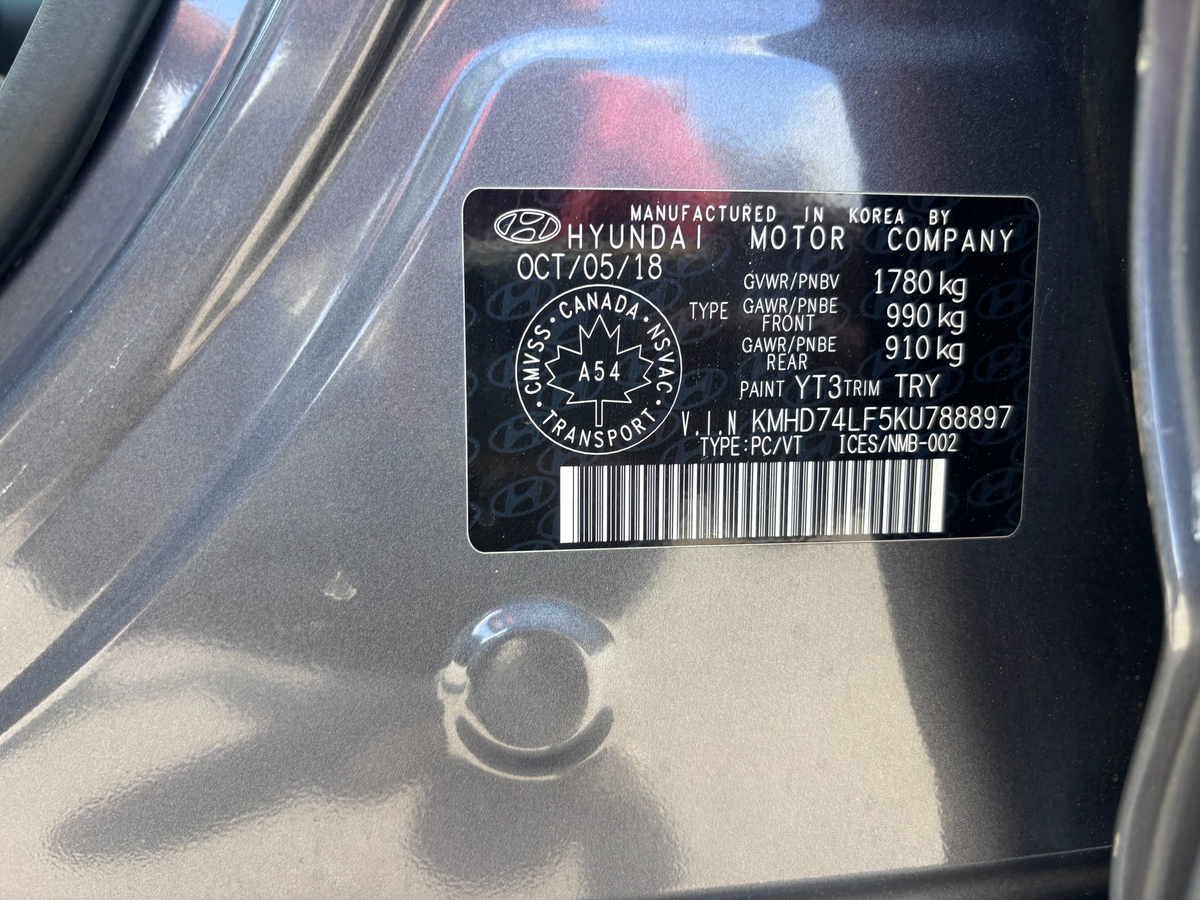 MANUFACTURED IN KOREA BY
HYUNDAI MOTOR COMPANY
OCT/05/18
GVWR/PNBV 1780 kg
TYPE GAWR/PNBE FRONT 990 kg
GAWR/PNBE REAR 910 kg
CMVSS · CANADA · NSVAC · TRANSPORT ·
A54
PAINT YT3 TRIM TRY
V.I.N KMHD74LF5KU788897
TYPE:PC/VT ICES/NMB-002